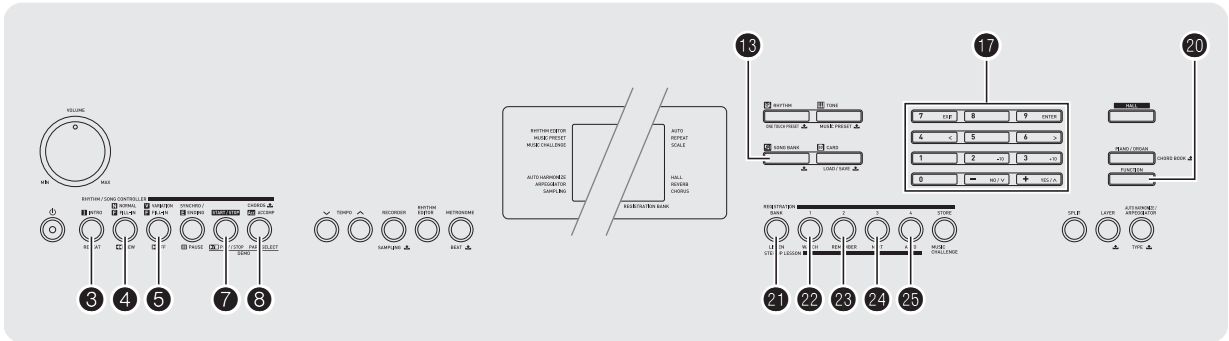 13
17
20
VOLUME
MIN MAX
RHYTHM EDITOR
MUSIC PRESET
MUSIC CHALLENGE
AUTO HARMONIZE
ARPEGGIATOR
SAMPLING
AUTO
REPEAT
SCALE
HALL
REVERB
CHORUS
REGISTRATION BANK
RHYTHM
TONE
ONE TOUCH PRESET
MUSIC PRESET
SONG BANK
CARD
LOAD / SAVE
7 EXIT 8 9 ENTER
4 < 5 6 >
1 2 -10 3 +10
0 − NO / ∨ + YES / ∧
HALL
PIANO / ORGAN
CHORD BOOK
FUNCTION
RHYTHM / SONG CONTROLLER
I INTRO
N NORMAL
F FILL-IN
V VARIATION
F FILL-IN
SYNCHRO /
E ENDING
START / STOP
CHORDS
ACCOMP
PAUSE
DEMO
TEMPO
RECORDER
SAMPLING
RHYTHM
EDITOR
METRONOME
BEAT
REGISTRATION
BANK 1 2 3 4 STORE
MUSIC
CHALLENGE
SPLIT
LAYER
AUTO HARMONIZE /
ARPEGGIATOR
TYPE
3
4
5
7
8
21
22
23
24
25